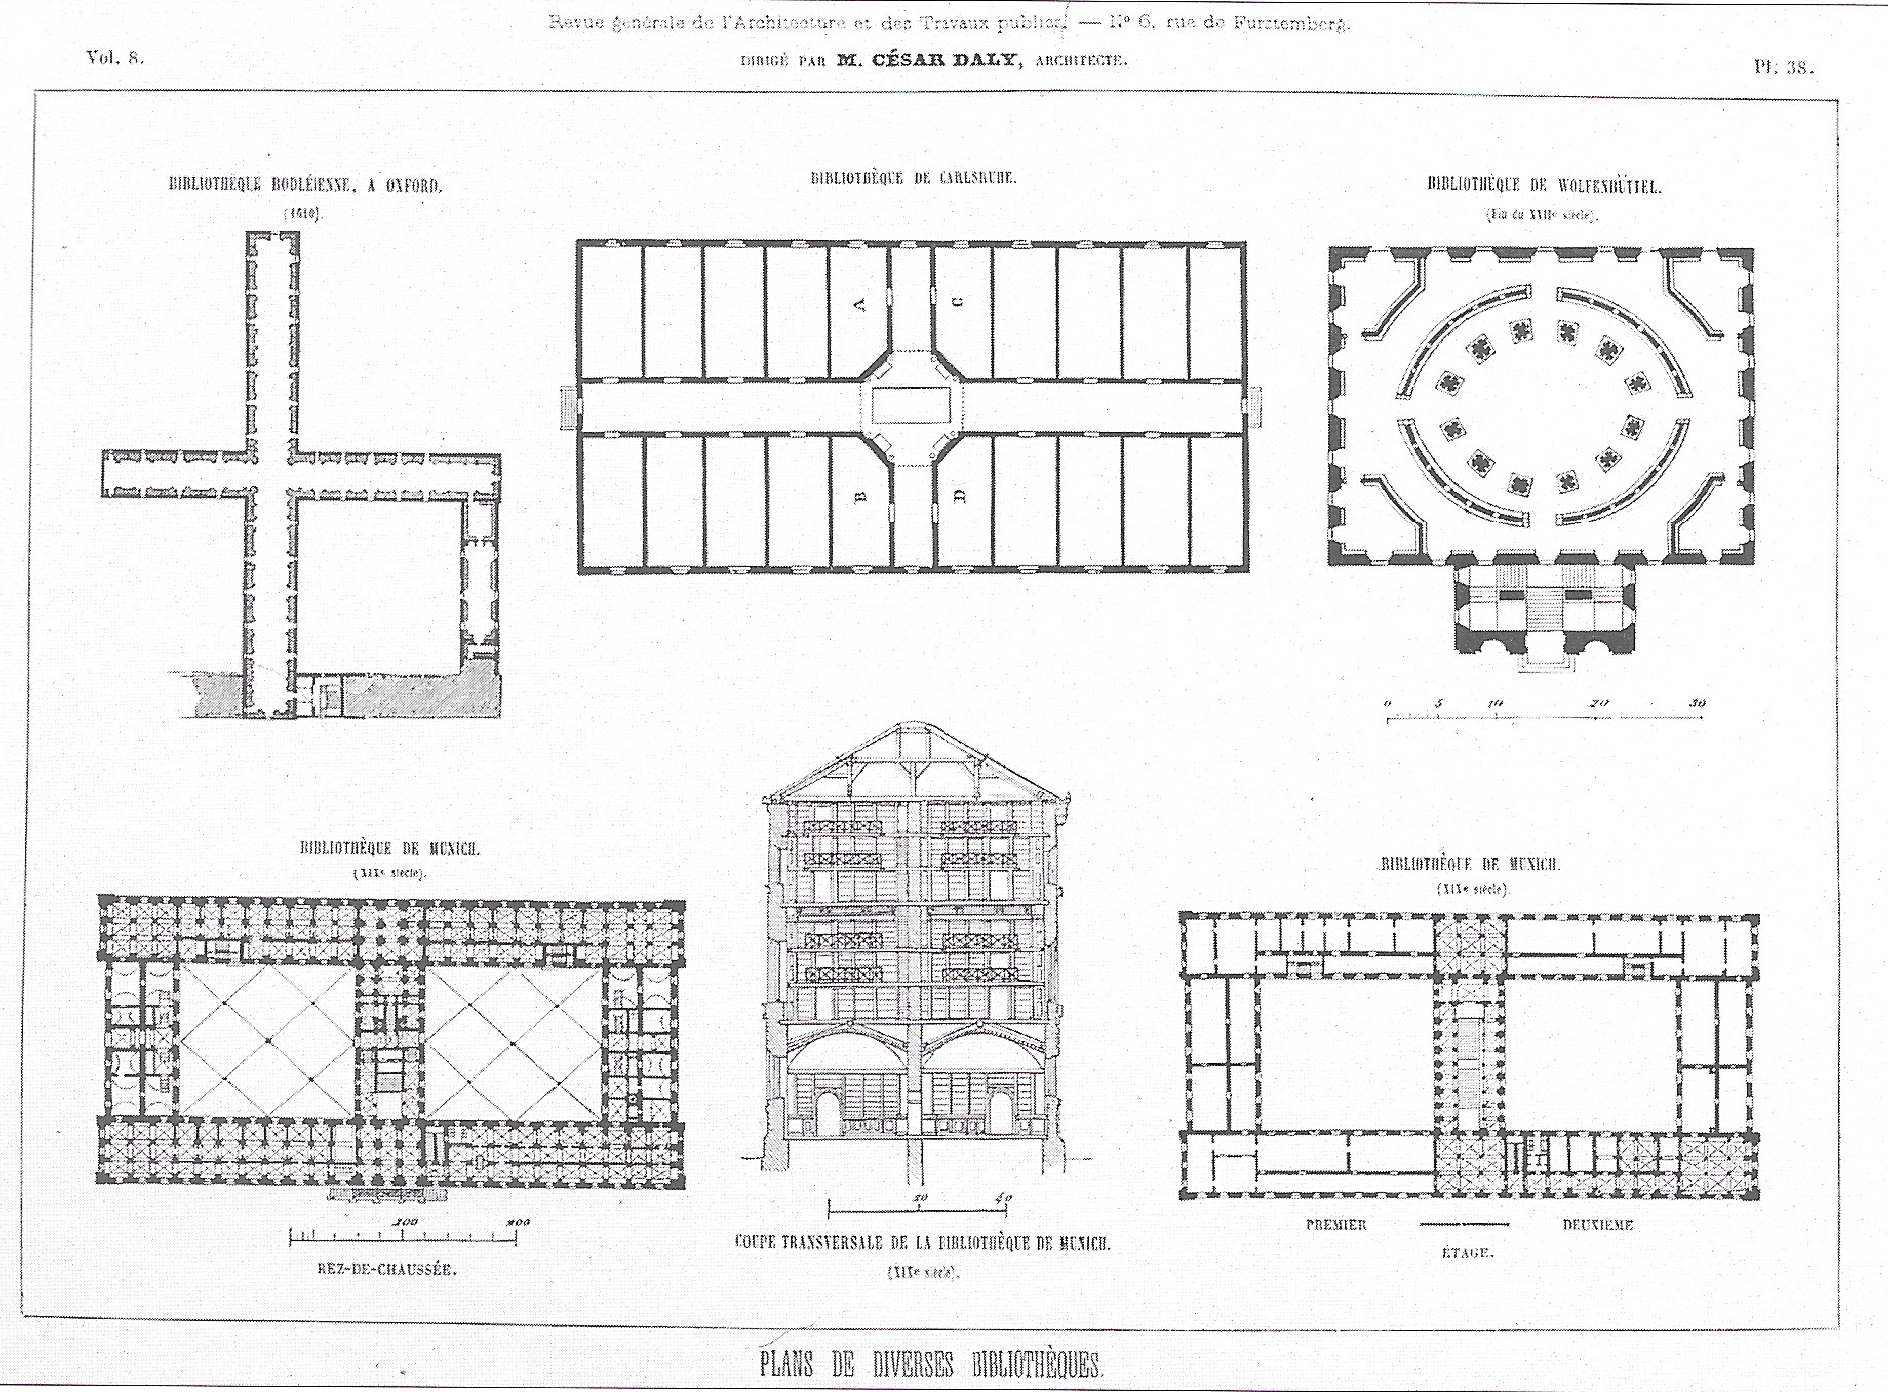 Revue générale de l'Architecture et des Travaux publics. — N° 6, rue de Furstemberg.
Vol. 8.
DIRIGÉ PAR M. CÉSAR DALY, ARCHITECTE.
Pl. 38.
BIBLIOTHÈQUE BODLÉIENNE, A OXFORD.
(1610).
BIBLIOTHÈQUE DE CARLSRUHE.
A
C
B
D
BIBLIOTHÈQUE DE WOLFENBÜTTEL.
(Fin du XVIIe siècle).
0 5 10 20 30
BIBLIOTHÈQUE DE MUNICH.
(XIXe siècle).
100 200
REZ-DE-CHAUSSÉE.
20 40
COUPE TRANSVERSALE DE LA BIBLIOTHÈQUE DE MUNICH.
(XIXe siècle).
BIBLIOTHÈQUE DE MUNICH.
(XIXe siècle).
PREMIER — DEUXIEME
ÉTAGE.
PLANS DE DIVERSES BIBLIOTHÈQUES.